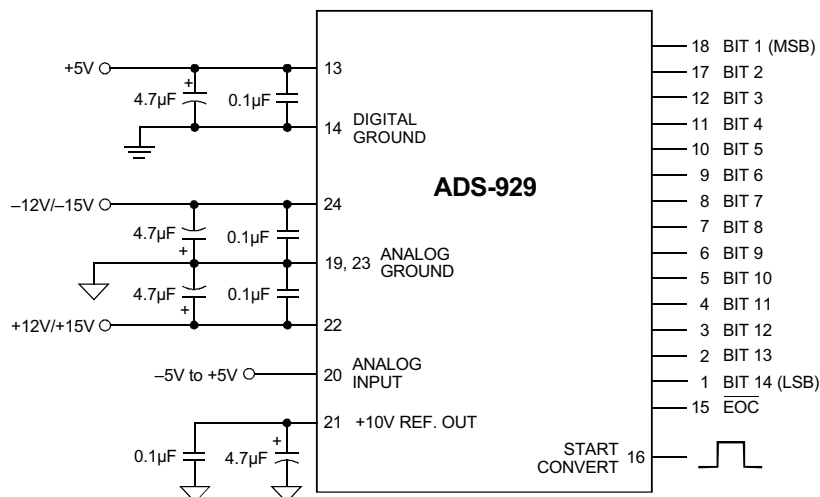 ADS-929
+5V
+
4.7µF
0.1µF
13
14 DIGITAL
GROUND
–12V/–15V
24
4.7µF
+
0.1µF
19, 23 ANALOG
GROUND
4.7µF
+
0.1µF
+12V/+15V
22
–5V to +5V
20 ANALOG
INPUT
21 +10V REF. OUT
0.1µF
+
4.7µF
18 BIT 1 (MSB)
17 BIT 2
12 BIT 3
11 BIT 4
10 BIT 5
9 BIT 6
8 BIT 7
7 BIT 8
6 BIT 9
5 BIT 10
4 BIT 11
3 BIT 12
2 BIT 13
1 BIT 14 (LSB)
15 EOC
START
CONVERT 16